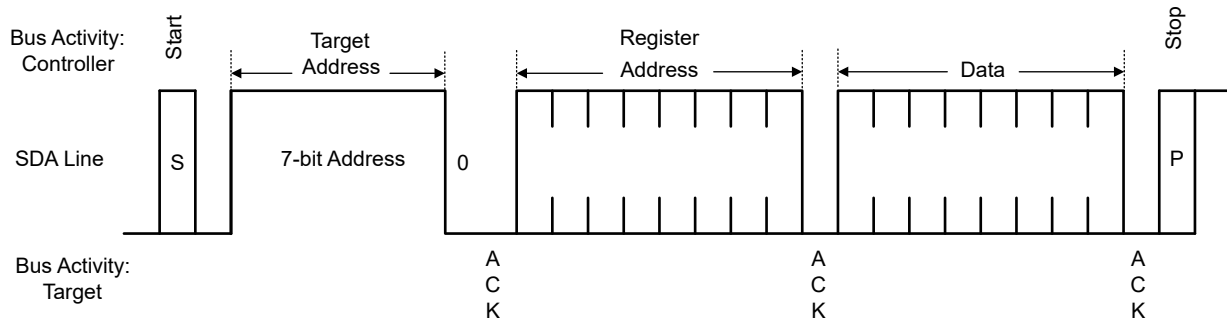 Bus Activity:
Controller
Start
Target
Address
Register
Address
Data
Stop
SDA Line
S
7-bit Address
0
P
Bus Activity:
Target
A
C
K
A
C
K
A
C
K